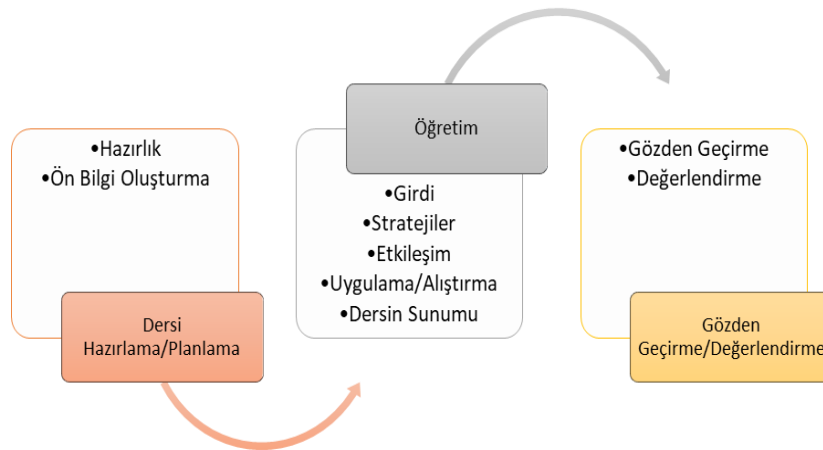 •Hazırlık
•Ön Bilgi Oluşturma
Dersi
Hazırlama/Planlama
Öğretim
•Girdi
•Stratejiler
•Etkileşim
•Uygulama/Alıştırma
•Dersin Sunumu
•Gözden Geçirme
•Değerlendirme
Gözden
Geçirme/Değerlendirme